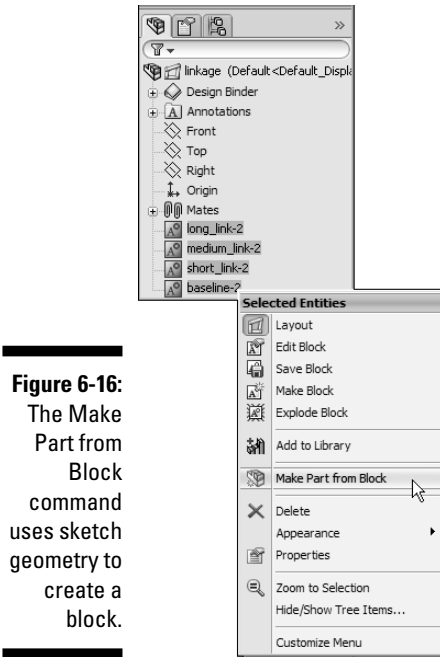 linkage (Default<Default_Displa
Design Binder
A Annotations
Front
Top
Right
Origin
Mates
long_link-2
medium_link-2
short_link-2
baseline-2
Selected Entities
Layout
Edit Block
Save Block
Make Block
Explode Block
Add to Library
Make Part from Block
Delete
Appearance
Properties
Zoom to Selection
Hide/Show Tree Items...
Customize Menu
Figure 6-16:
The Make
Part from
Block
command
uses sketch
geometry to
create a
block.